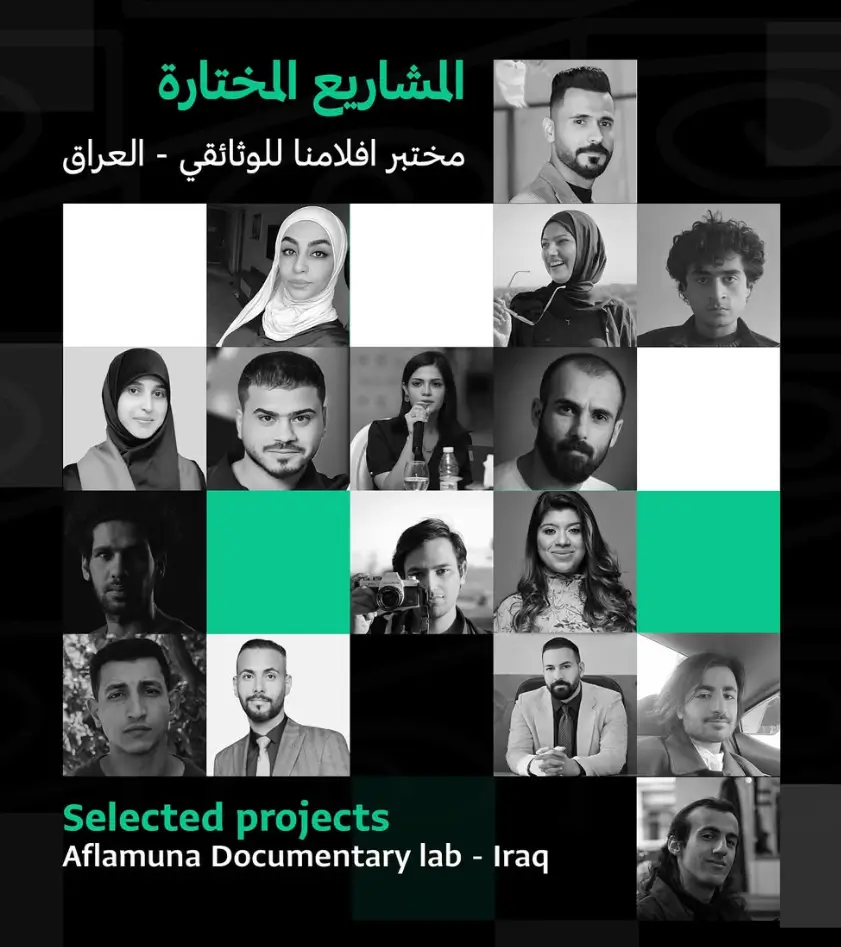 المشاريع المختارة
مختبر افلامنا للوثائقي - العراق
Selected projects
Aflamuna Documentary lab - Iraq